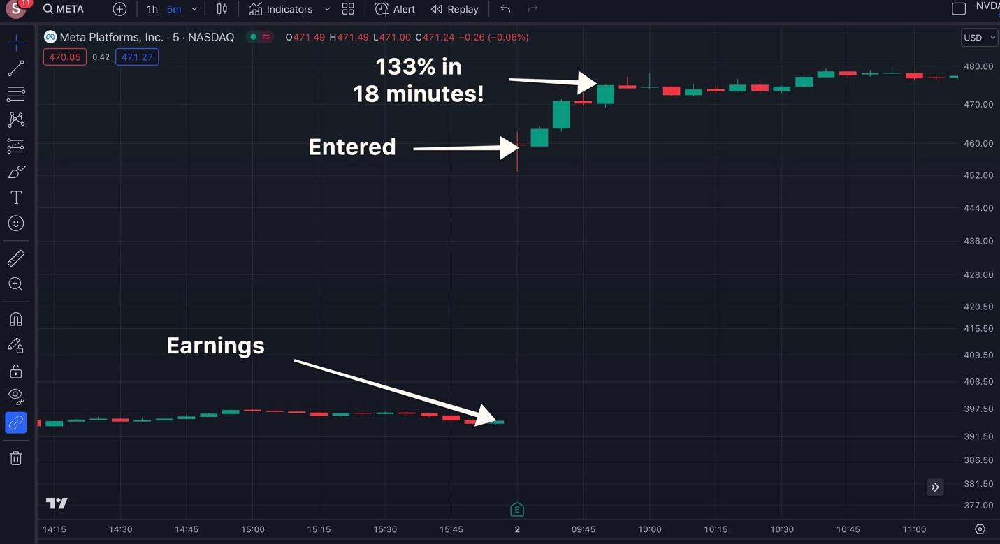 S 11 META 1h 5m Indicators Alert Replay NVDA
Meta Platforms, Inc. · 5 · NASDAQ ≈ O471.49 H471.49 L471.00 C471.24 −0.26 (−0.06%) USD
470.85 0.42 471.27
133% in
18 minutes!
Entered
Earnings
480.00
470.00
460.00
452.00
444.00
436.00
428.00
420.50
415.50
409.50
403.50
397.50
391.50
386.50
381.50
377.00
E
14:15 14:30 14:45 15:00 15:15 15:30 15:45 2 09:45 10:00 10:15 10:30 10:45 11:00